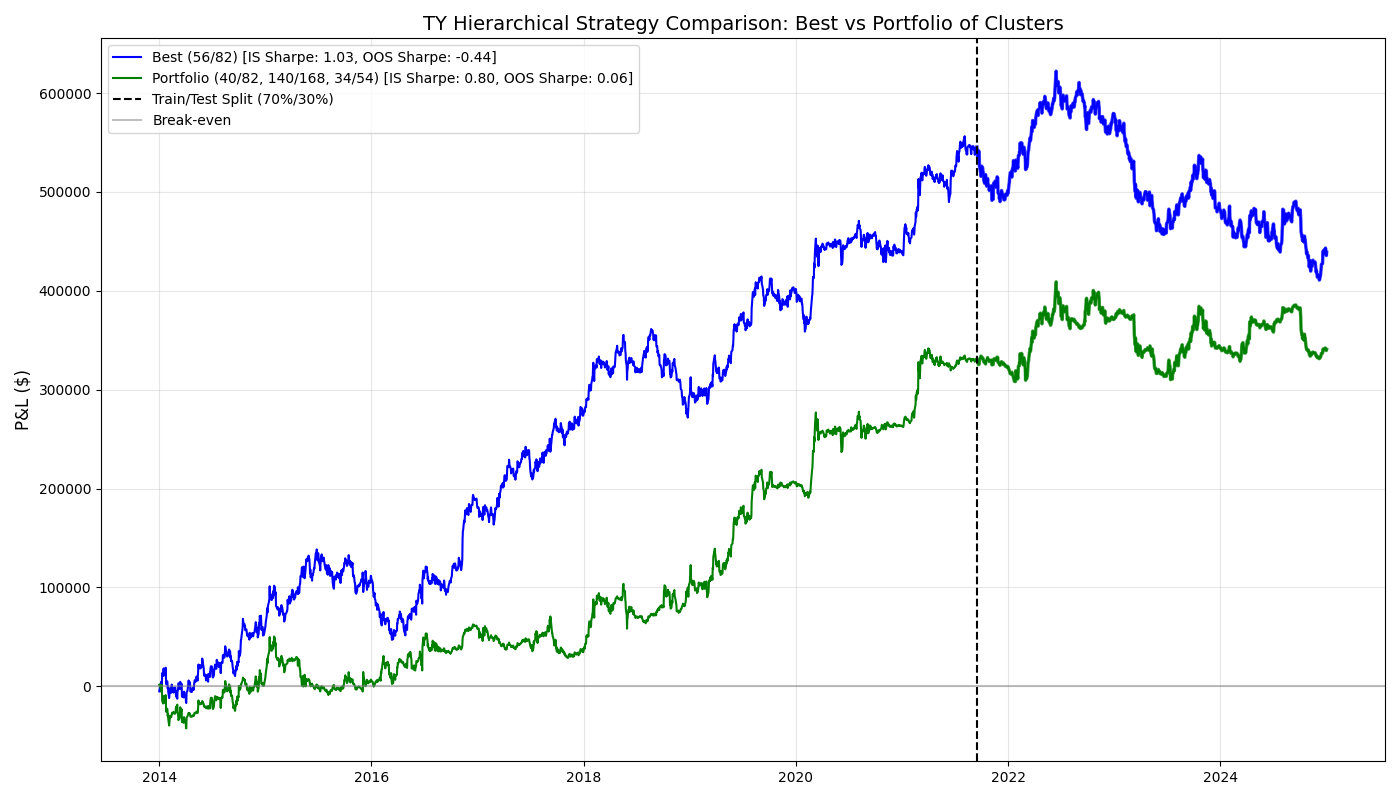 TY Hierarchical Strategy Comparison: Best vs Portfolio of Clusters
Best (56/82) [IS Sharpe: 1.03, OOS Sharpe: -0.44]
Portfolio (40/82, 140/168, 34/54) [IS Sharpe: 0.80, OOS Sharpe: 0.06]
Train/Test Split (70%/30%)
Break-even
P&L ($)
600000
500000
400000
300000
200000
100000
0
2014
2016
2018
2020
2022
2024